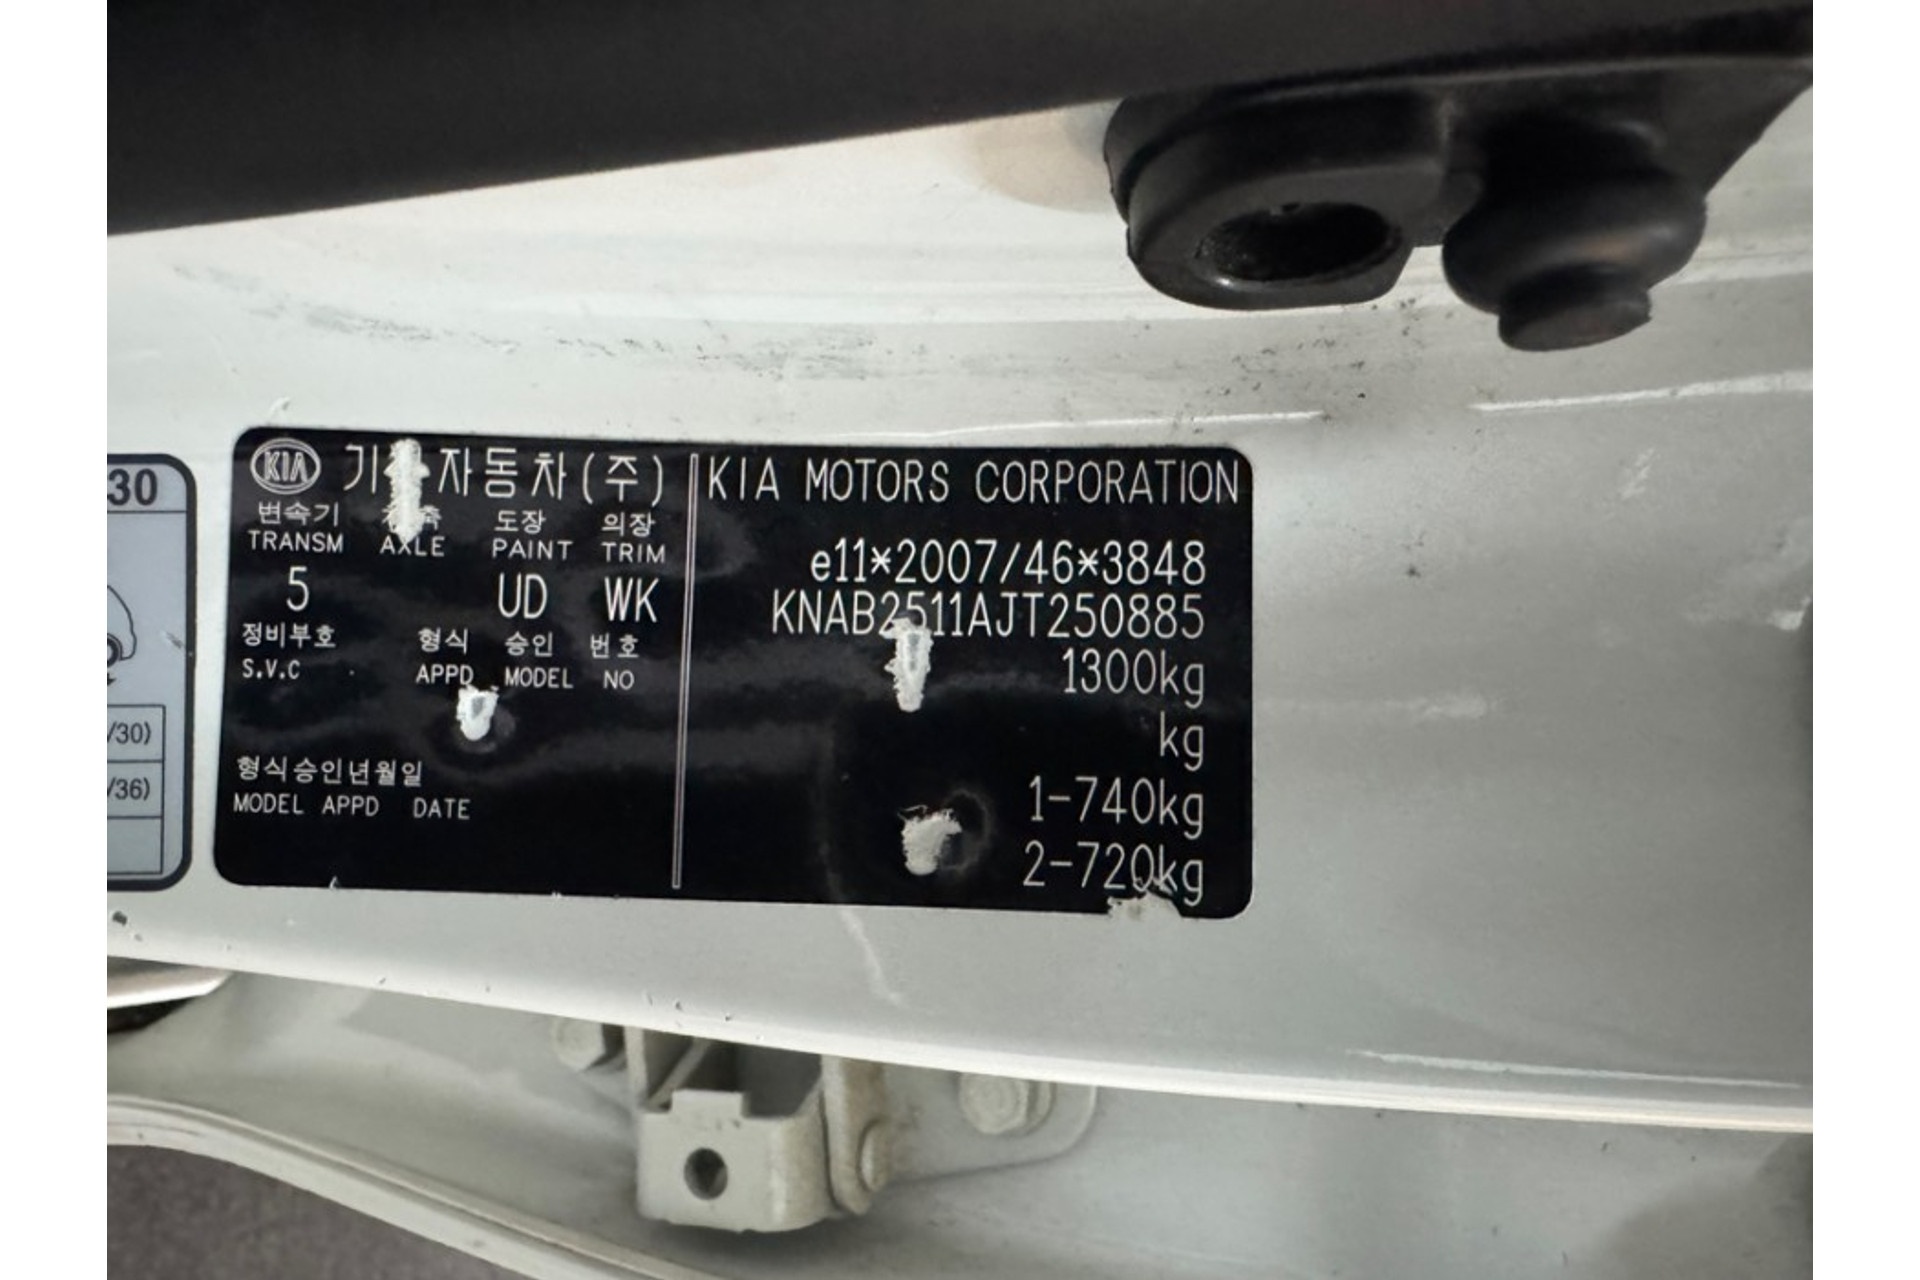 30
/30)
/36)
KIA 기 자동차(주)
변속기 도장 의장
TRANSM AXLE PAINT TRIM
5 UD WK
정비부호 형식 승인 번호
S.V.C APPD MODEL NO
형식승인년월일
MODEL APPD DATE
KIA MOTORS CORPORATION
e11*2007/46*3848
KNAB2511AJT250885
1300kg
kg
1-740kg
2-720kg